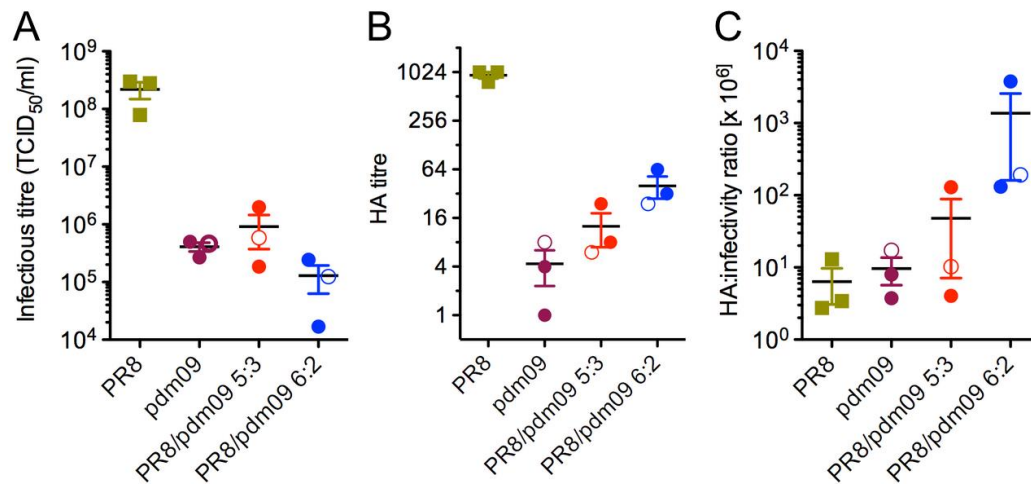 A
Infectious titre (TCID50/ml)
10⁹
10⁸
10⁷
10⁶
10⁵
10⁴
PR8
pdm09
PR8/pdm09 5:3
PR8/pdm09 6:2
B
HA titre
1024
256
64
16
4
1
PR8
pdm09
PR8/pdm09 5:3
PR8/pdm09 6:2
C
HA:infectivity ratio [x 10⁶]
10⁴
10³
10²
10¹
10⁰
PR8
pdm09
PR8/pdm09 5:3
PR8/pdm09 6:2